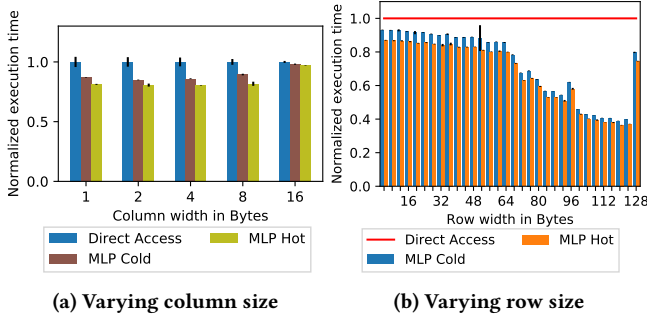 Normalized execution time
1.0
0.5
0.0
1 2 4 8 16
Column width in Bytes
Direct Access
MLP Hot
MLP Cold
(a) Varying column size
Normalized execution time
1.0
0.8
0.6
0.4
0.2
0.0
16 32 48 64 80 96 112 128
Row width in Bytes
Direct Access
MLP Hot
MLP Cold
(b) Varying row size